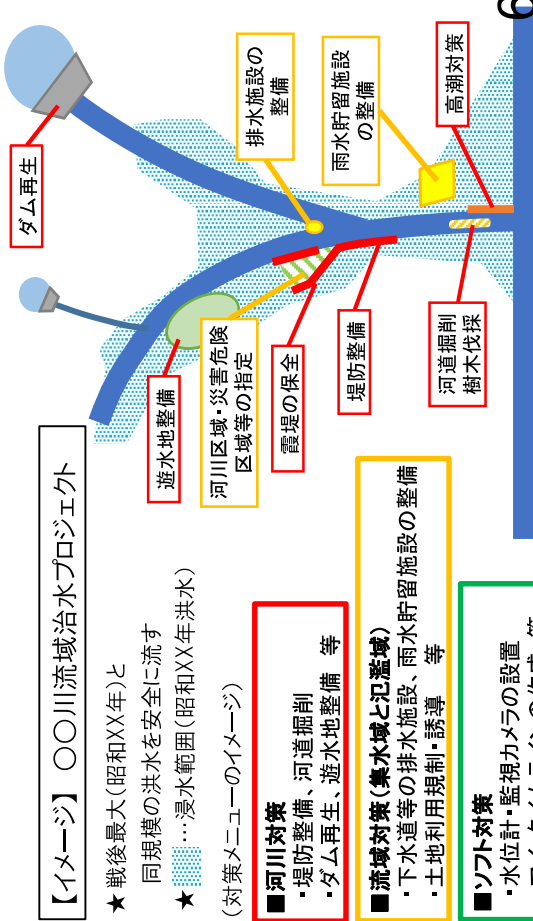 【イメージ】 〇〇川流域治水プロジェクト
★戦後最大(昭和XX年)と
同規模の洪水を安全に流す
★ …浸水範囲(昭和XX年洪水)
(対策メニューのイメージ)
■河川対策
・堤防整備、河道掘削
・ダム再生、遊水地整備 等
■流域対策(集水域と氾濫域)
・下水道等の排水施設、雨水貯留施設の整備
・土地利用規制・誘導 等
■ソフト対策
・水位計・監視カメラの設置
ダム再生
遊水地整備
河川区域・災害危険
区域等の指定
霞堤の保全
堤防整備
河道掘削
樹木伐採
排水施設の
整備
雨水貯留施設
の整備
高潮対策
6